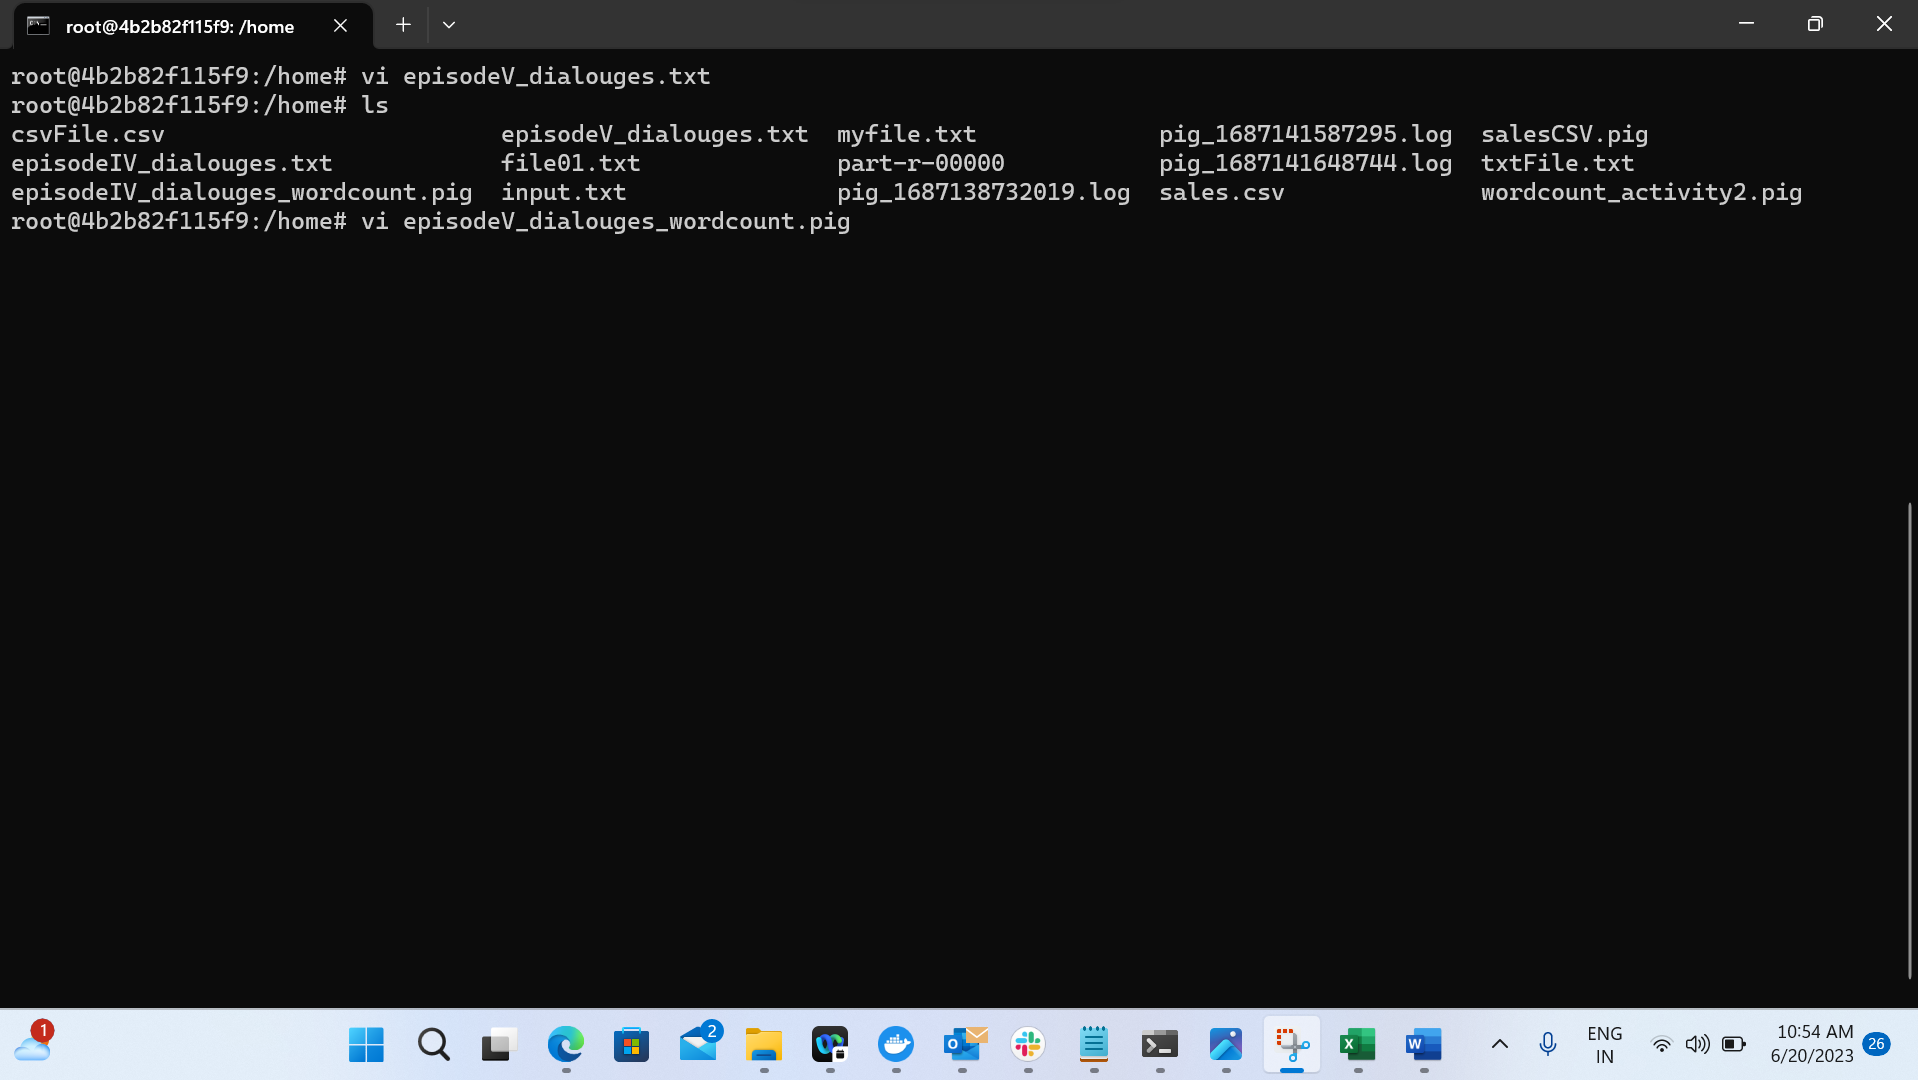 root@4b2b82f115f9: /home
root@4b2b82f115f9:/home# vi episodeV_dialouges.txt
root@4b2b82f115f9:/home# ls
csvFile.csv episodeV_dialouges.txt myfile.txt pig_1687141587295.log salesCSV.pig
episodeIV_dialouges.txt file01.txt part-r-00000 pig_1687141648744.log txtFile.txt
episodeIV_dialouges_wordcount.pig input.txt pig_1687138732019.log sales.csv wordcount_activity2.pig
root@4b2b82f115f9:/home# vi episodeV_dialouges_wordcount.pig
1
2
ENG
IN
10:54 AM
6/20/2023
26